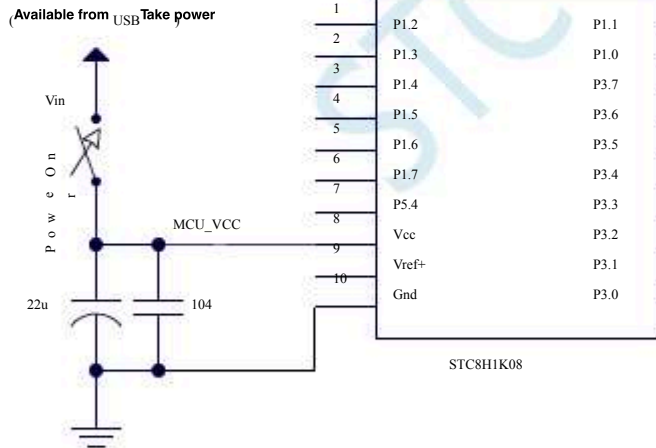 (Available from USB Take power)
Vin
Power On
MCU_VCC
22u
104
1
2
3
4
5
6
7
8
9
10
P1.2 P1.1
P1.3 P1.0
P1.4 P3.7
P1.5 P3.6
P1.6 P3.5
P1.7 P3.4
P5.4 P3.3
Vcc P3.2
Vref+ P3.1
Gnd P3.0
STC8H1K08
STC